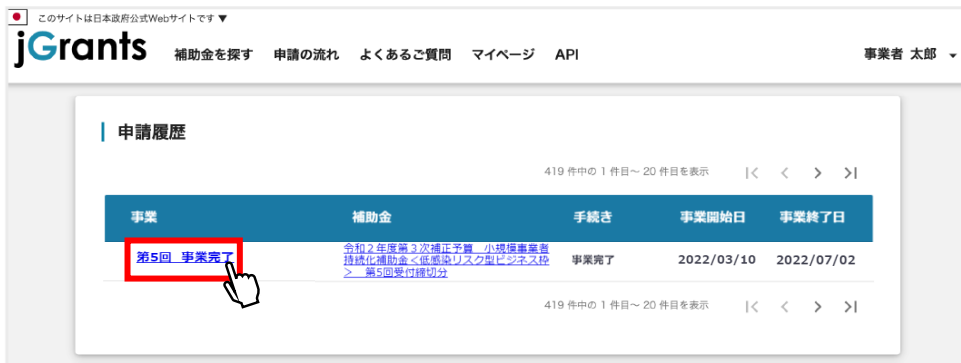 このサイトは日本政府公式Webサイトです ▼
jGrants 補助金を探す 申請の流れ よくあるご質問 マイページ API 事業者 太郎
申請履歴
419 件中の 1 件目～ 20 件目を表示
事業 補助金 手続き 事業開始日 事業終了日
第5回 事業完了 令和２年度第３次補正予算 小規模事業者
持続化補助金＜低感染リスク型ビジネス枠
＞ 第5回受付締切分 事業完了 2022/03/10 2022/07/02
419 件中の 1 件目～ 20 件目を表示